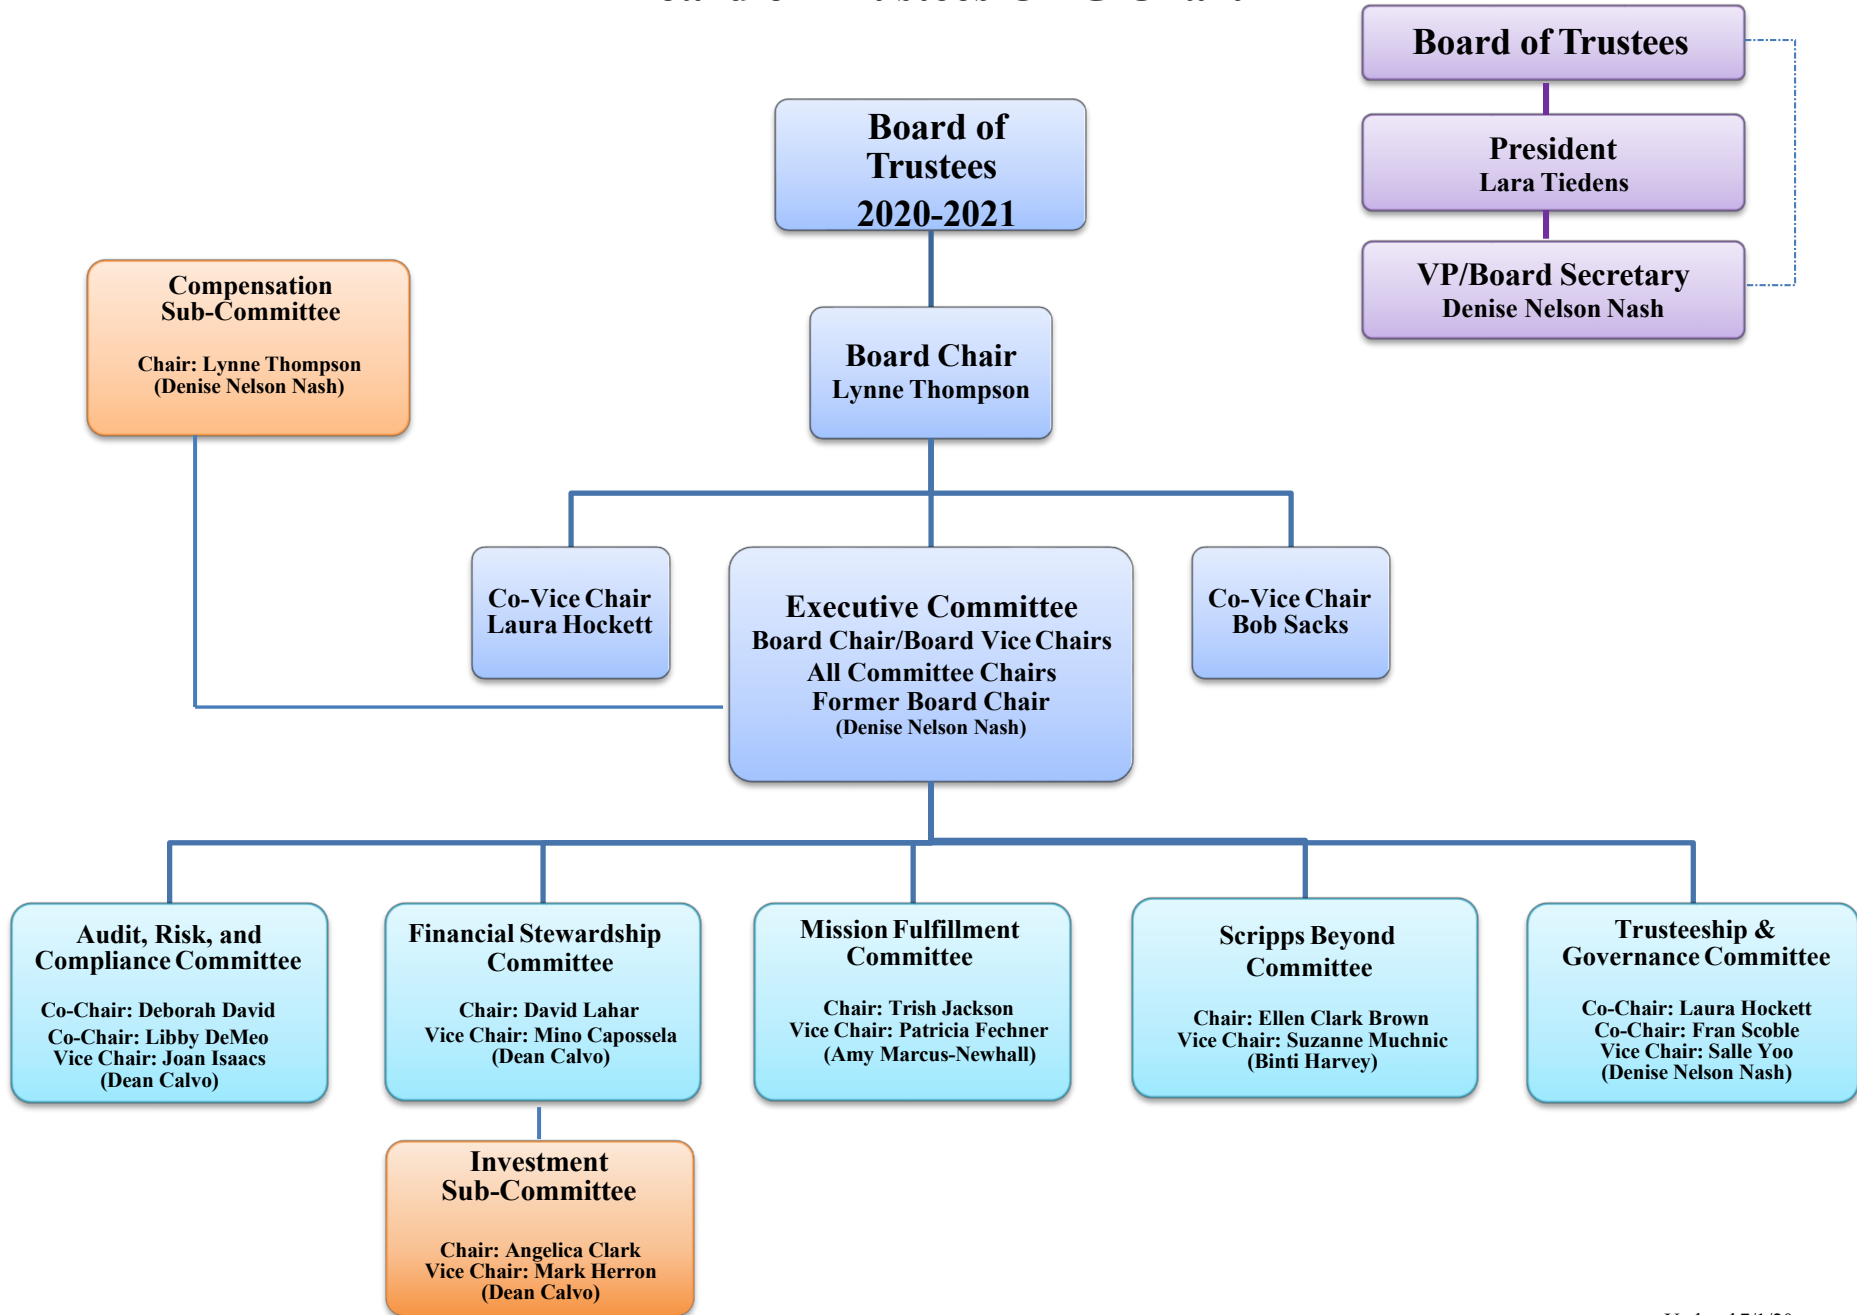 Board of Trustees
President
Lara Tiedens
VP/Board Secretary
Denise Nelson Nash
Board of
Trustees
2020-2021
Compensation
Sub-Committee
Chair: Lynne Thompson
(Denise Nelson Nash)
Board Chair
Lynne Thompson
Co-Vice Chair
Laura Hockett
Executive Committee
Board Chair/Board Vice Chairs
All Committee Chairs
Former Board Chair
(Denise Nelson Nash)
Co-Vice Chair
Bob Sacks
Audit, Risk, and
Compliance Committee
Co-Chair: Deborah David
Co-Chair: Libby DeMeo
Vice Chair: Joan Isaacs
(Dean Calvo)
Financial Stewardship
Committee
Chair: David Lahar
Vice Chair: Mino Capossela
(Dean Calvo)
Mission Fulfillment
Committee
Chair: Trish Jackson
Vice Chair: Patricia Fechner
(Amy Marcus-Newhall)
Scripps Beyond
Committee
Chair: Ellen Clark Brown
Vice Chair: Suzanne Muchnic
(Binti Harvey)
Trusteeship &
Governance Committee
Co-Chair: Laura Hockett
Co-Chair: Fran Scoble
Vice Chair: Salle Yoo
(Denise Nelson Nash)
Investment
Sub-Committee
Chair: Angelica Clark
Vice Chair: Mark Herron
(Dean Calvo)